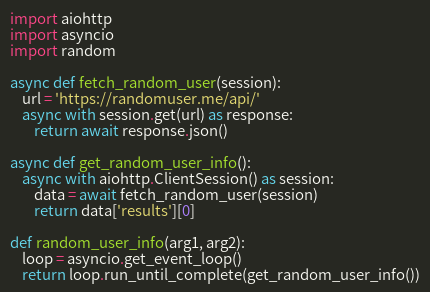 import aiohttp
import asyncio
import random

async def fetch_random_user(session):
    url = 'https://randomuser.me/api/'
    async with session.get(url) as response:
        return await response.json()

async def get_random_user_info():
    async with aiohttp.ClientSession() as session:
        data = await fetch_random_user(session)
        return data['results'][0]

def random_user_info(arg1, arg2):
    loop = asyncio.get_event_loop()
    return loop.run_until_complete(get_random_user_info())